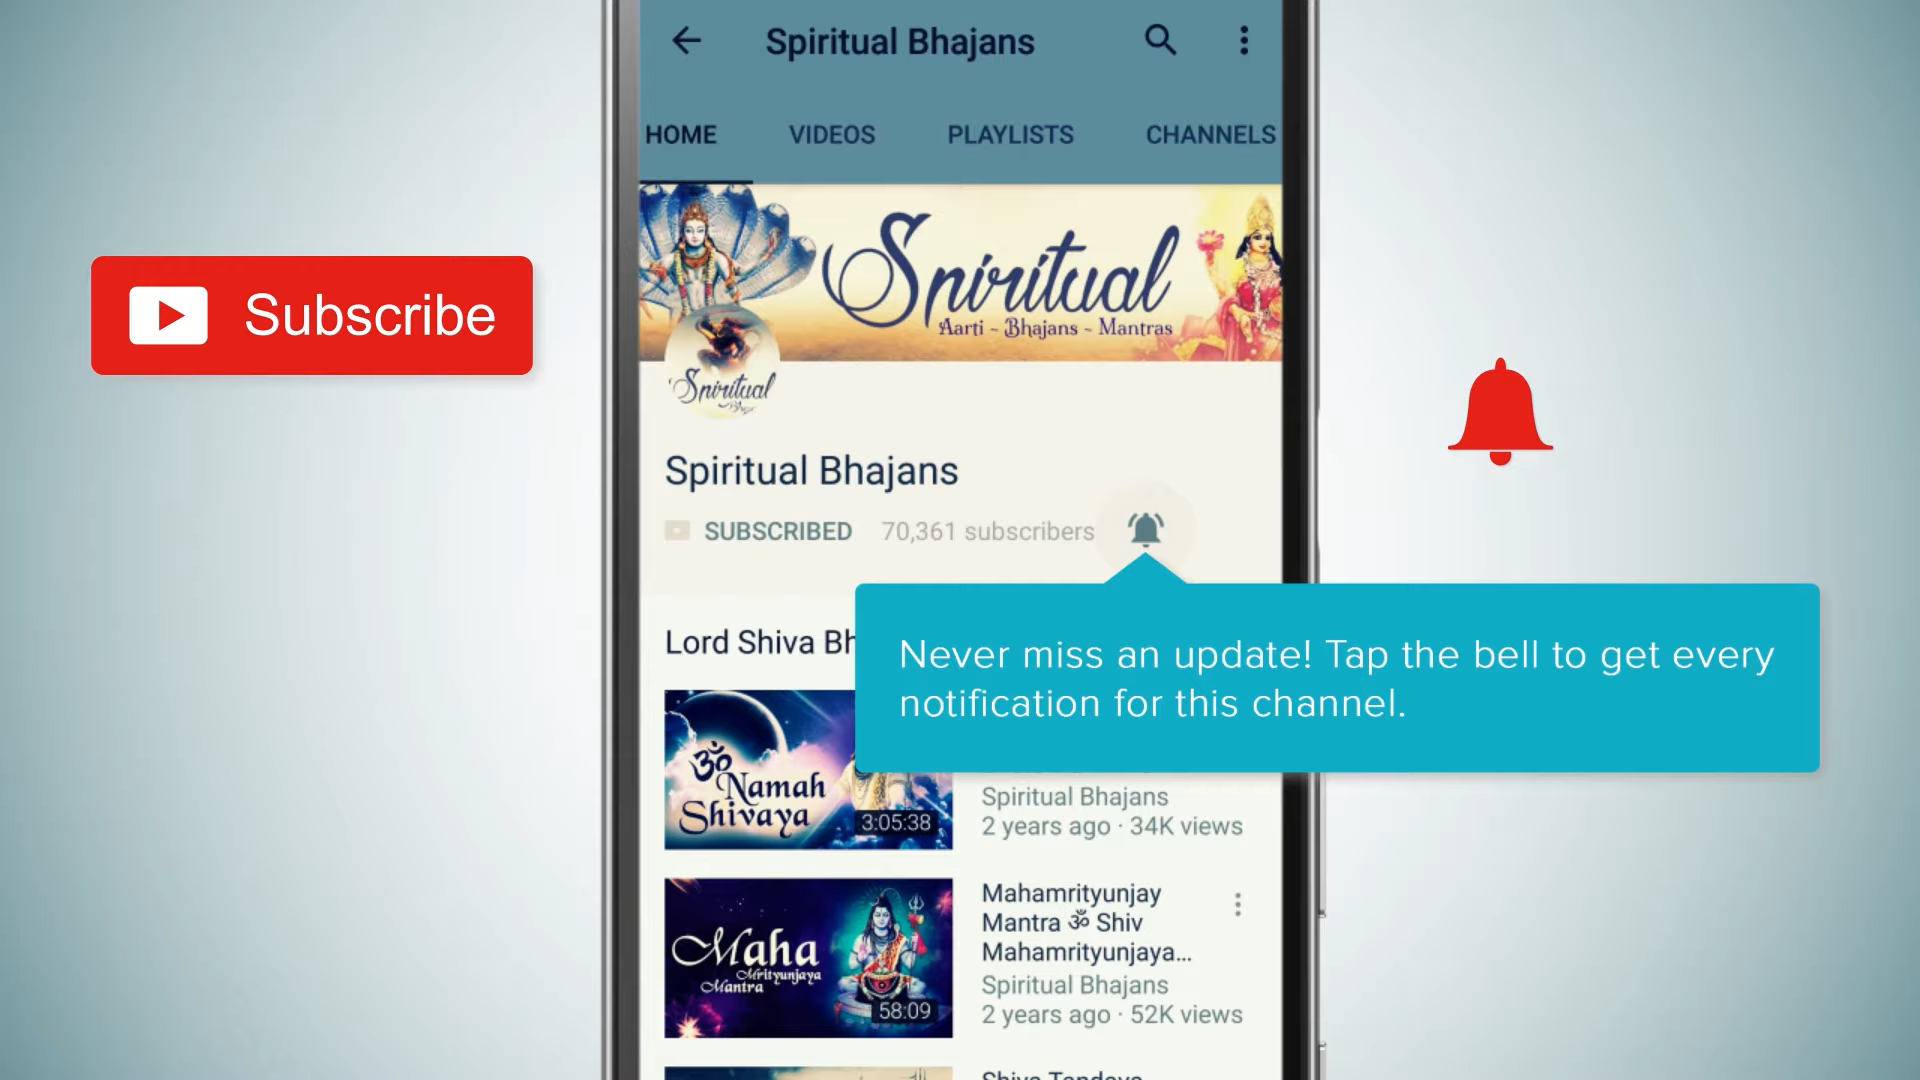 Spiritual Bhajans
HOME VIDEOS PLAYLISTS CHANNELS
Spiritual
Aarti ~ Bhajans ~ Mantras
Spiritual
Subscribe
Spiritual Bhajans
SUBSCRIBED 70,361 subscribers
Never miss an update! Tap the bell to get every
notification for this channel.
Lord Shiva
ॐ
Namah
Shivaya
3:05:38
Spiritual Bhajans
2 years ago · 34K views
Maha
Mrityunjaya
Mantra
58:09
Mahamrityunjay
Mantra ॐ Shiv
Mahamrityunjaya...
Spiritual Bhajans
2 years ago · 52K views